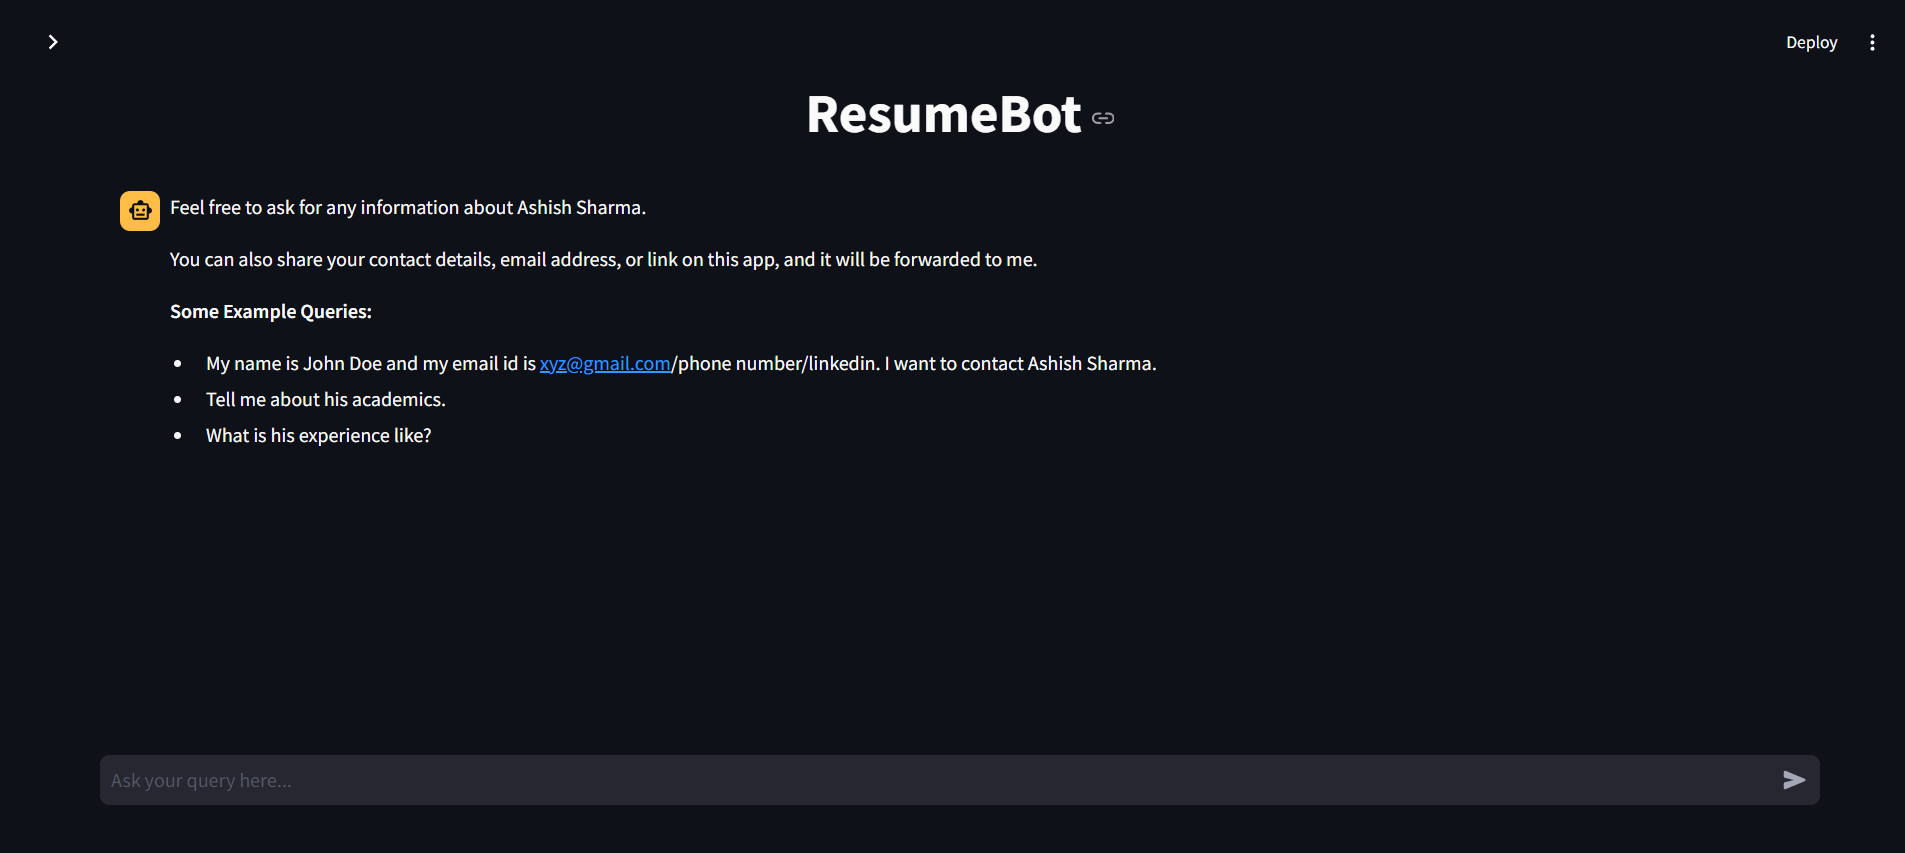 Deploy
ResumeBot
Feel free to ask for any information about Ashish Sharma.
You can also share your contact details, email address, or link on this app, and it will be forwarded to me.
Some Example Queries:
• My name is John Doe and my email id is xyz@gmail.com/phone number/linkedin. I want to contact Ashish Sharma.
• Tell me about his academics.
• What is his experience like?
Ask your query here...